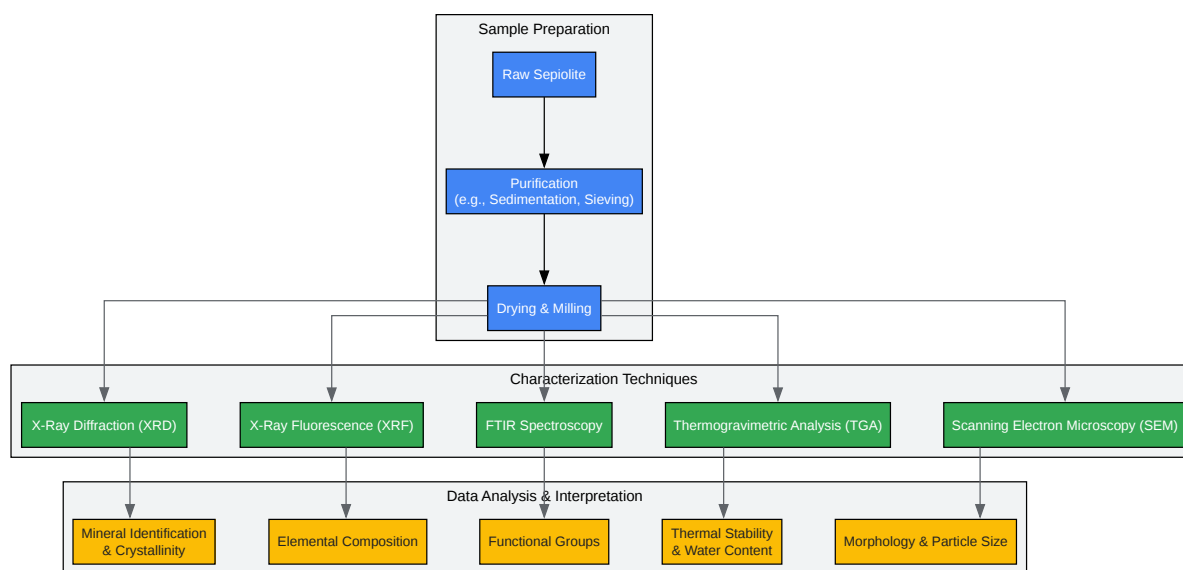 Sample Preparation
Raw Sepiolite
Purification
(e.g., Sedimentation, Sieving)
Drying & Milling
Characterization Techniques
X-Ray Diffraction (XRD)
X-Ray Fluorescence (XRF)
FTIR Spectroscopy
Thermogravimetric Analysis (TGA)
Scanning Electron Microscopy (SEM)
Data Analysis & Interpretation
Mineral Identification
& Crystallinity
Elemental Composition
Functional Groups
Thermal Stability
& Water Content
Morphology & Particle Size